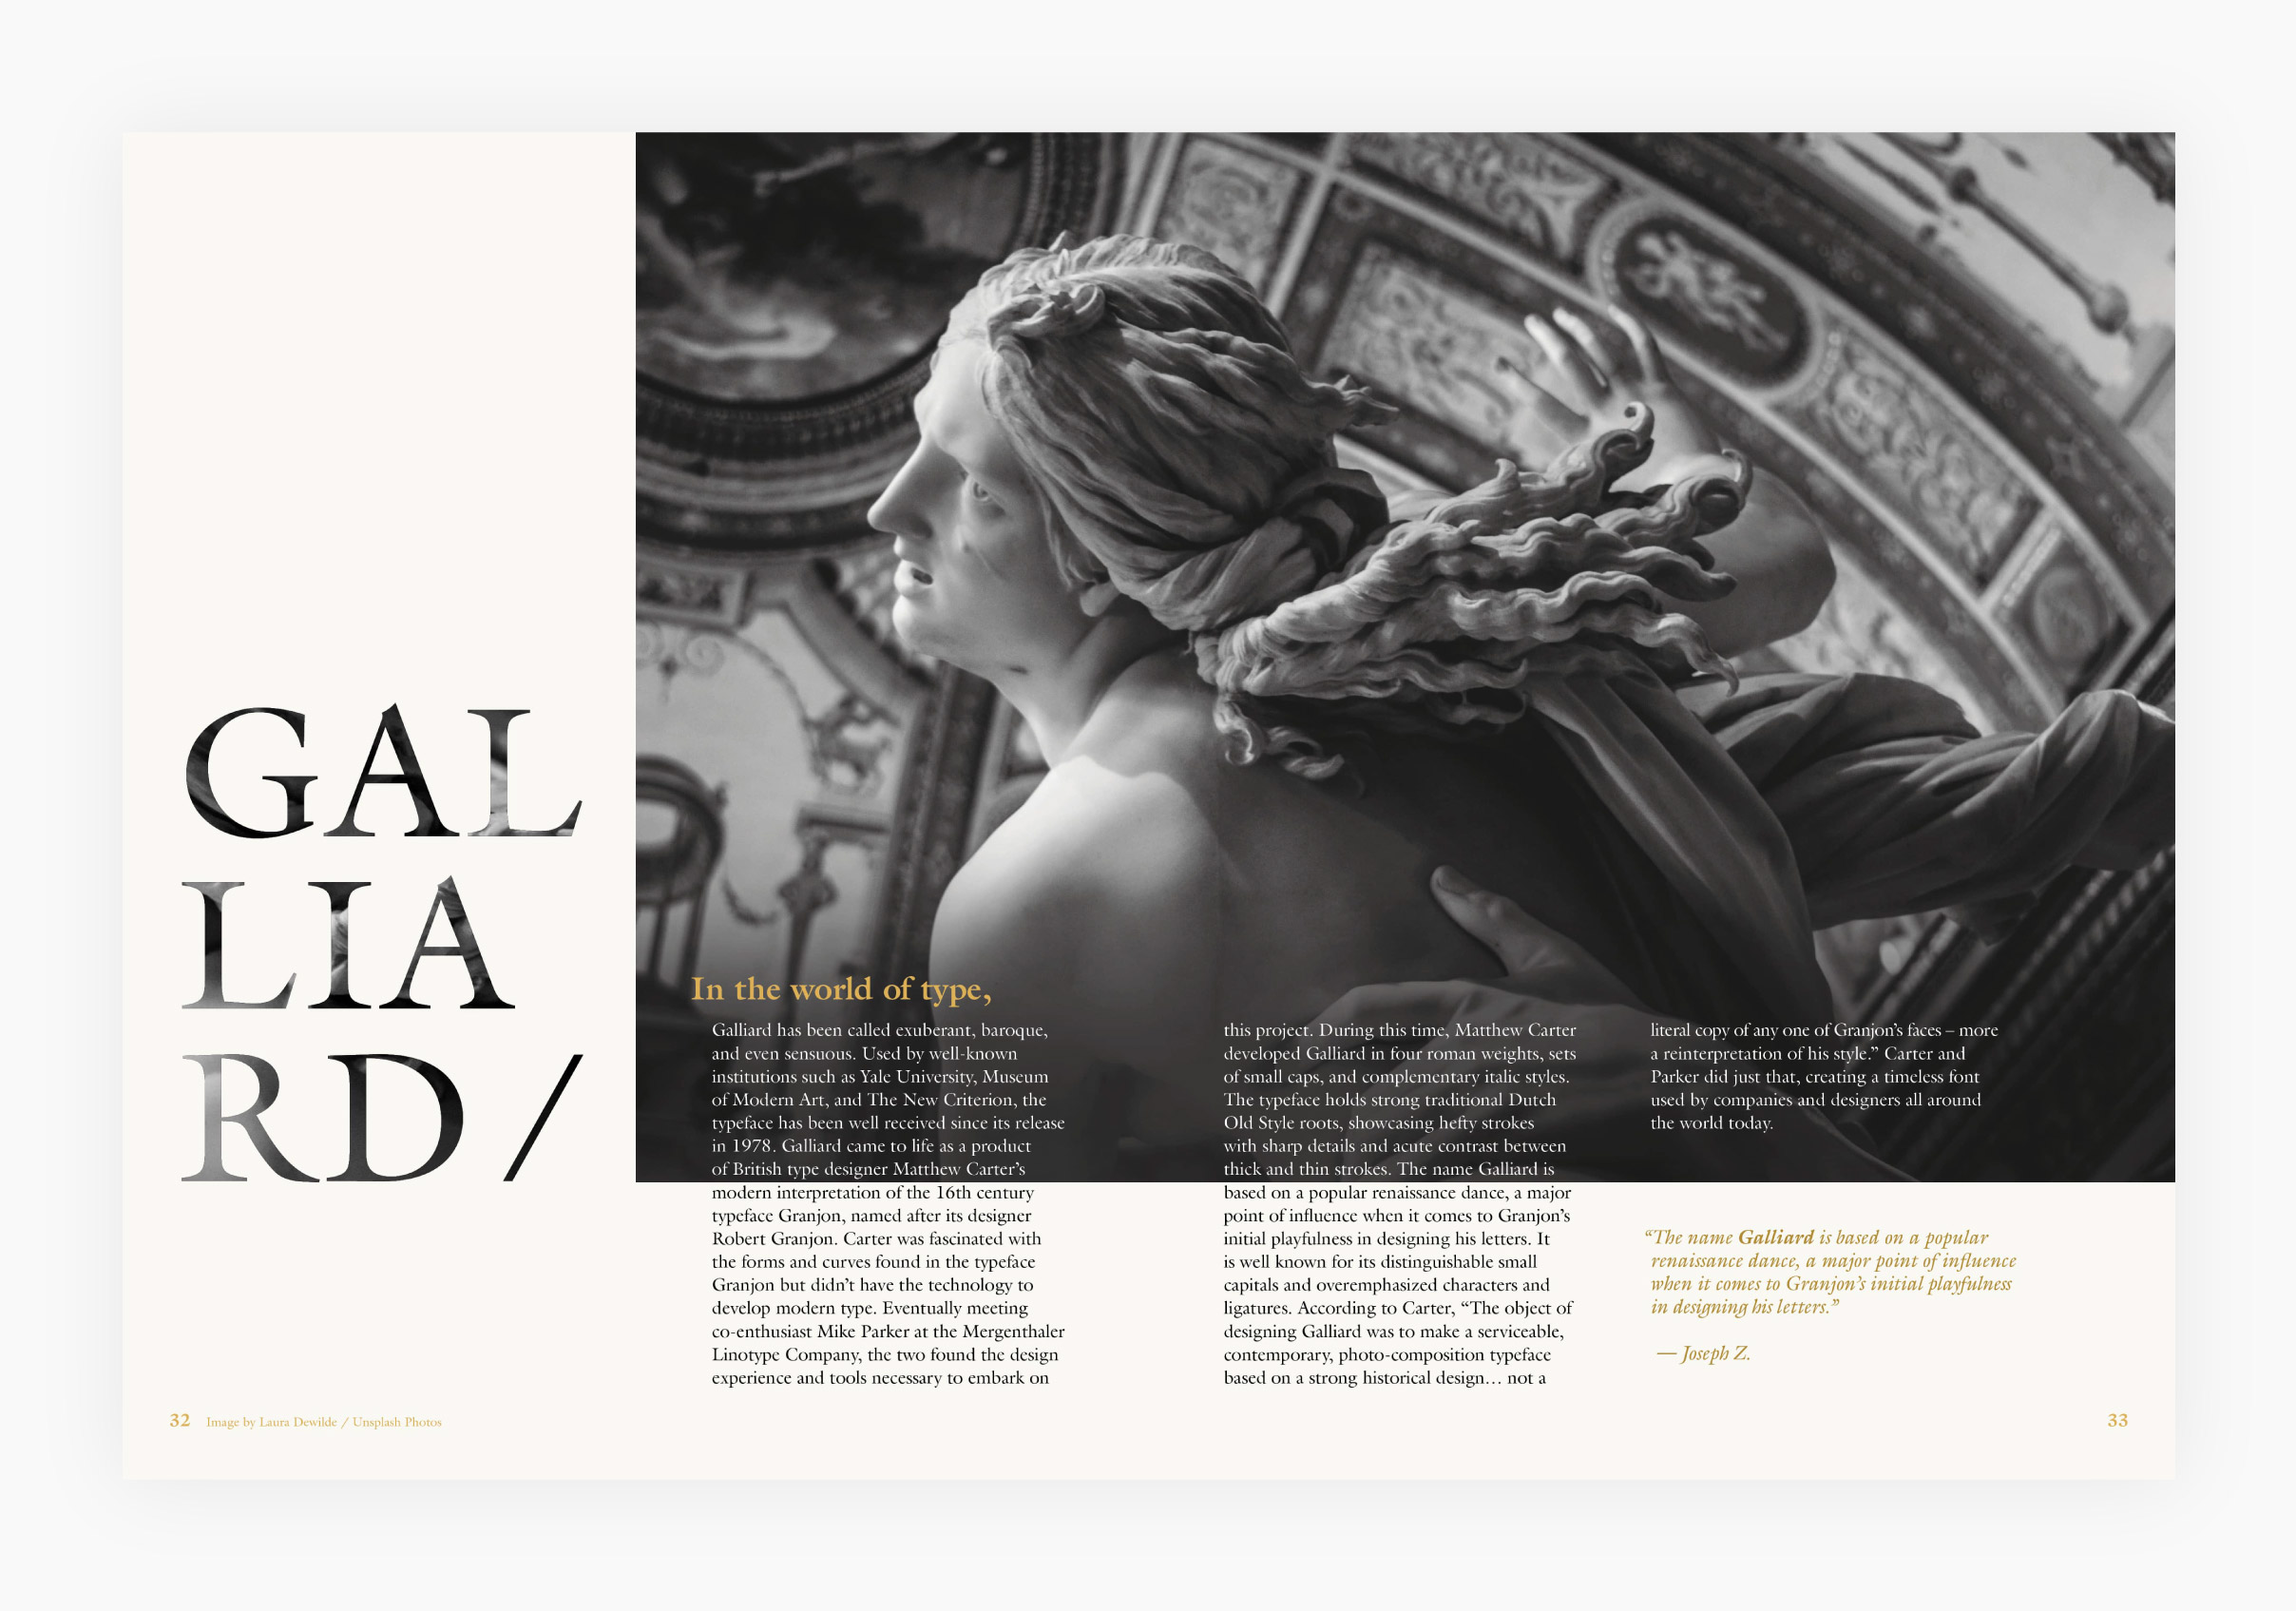 GAL
LIA
RD /
In the world of type,
Galliard has been called exuberant, baroque,
and even sensuous. Used by well-known
institutions such as Yale University, Museum
of Modern Art, and The New Criterion, the
typeface has been well received since its release
in 1978. Galliard came to life as a product
of British type designer Matthew Carter’s
modern interpretation of the 16th century
typeface Granjon, named after its designer
Robert Granjon. Carter was fascinated with
the forms and curves found in the typeface
Granjon but didn’t have the technology to
develop modern type. Eventually meeting
co-enthusiast Mike Parker at the Mergenthaler
Linotype Company, the two found the design
experience and tools necessary to embark on
this project. During this time, Matthew Carter
developed Galliard in four roman weights, sets
of small caps, and complementary italic styles.
The typeface holds strong traditional Dutch
Old Style roots, showcasing hefty strokes
with sharp details and acute contrast between
thick and thin strokes. The name Galliard is
based on a popular renaissance dance, a major
point of influence when it comes to Granjon’s
initial playfulness in designing his letters. It
is well known for its distinguishable small
capitals and overemphasized characters and
ligatures. According to Carter, “The object of
designing Galliard was to make a serviceable,
contemporary, photo-composition typeface
based on a strong historical design… not a
literal copy of any one of Granjon’s faces – more
a reinterpretation of his style.” Carter and
Parker did just that, creating a timeless font
used by companies and designers all around
the world today.
“The name Galliard is based on a popular
renaissance dance, a major point of influence
when it comes to Granjon’s initial playfulness
in designing his letters.”
— Joseph Z.
32 Image by Laura Dewilde / Unsplash Photos
33